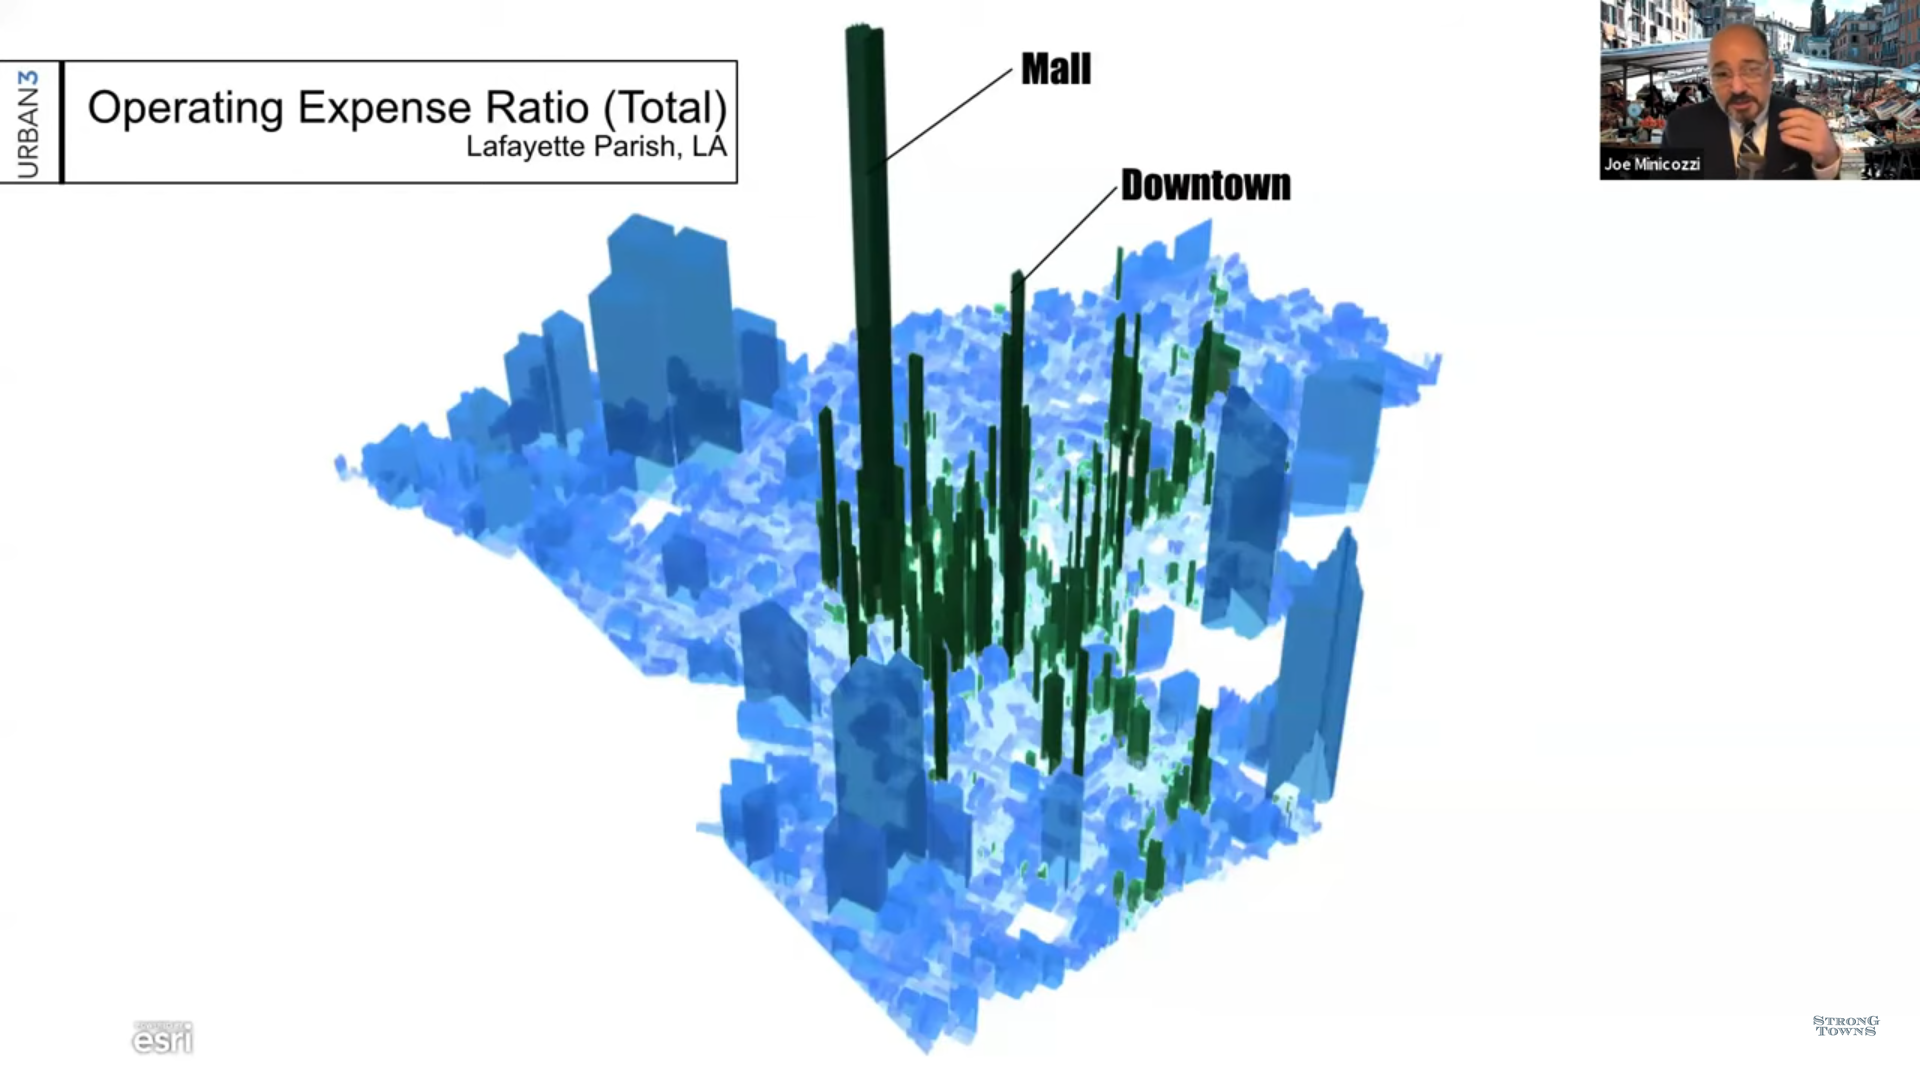 URBAN3
Operating Expense Ratio (Total)
Lafayette Parish, LA
Mall
Downtown
Joe Minicozzi
esri
STRONG
TOWNS